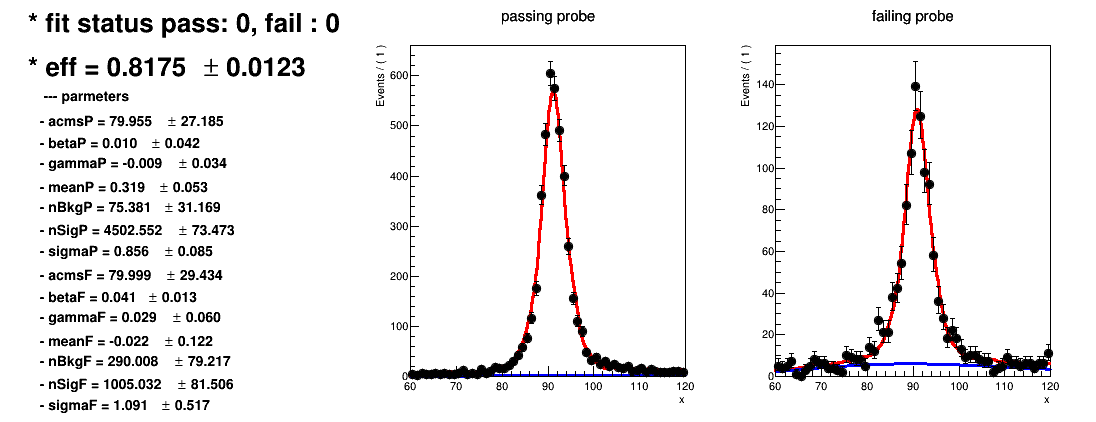 * fit status pass: 0, fail : 0
* eff = 0.8175 ± 0.0123
--- parmeters
- acmsP = 79.955 ± 27.185
- betaP = 0.010 ± 0.042
- gammaP = -0.009 ± 0.034
- meanP = 0.319 ± 0.053
- nBkgP = 75.381 ± 31.169
- nSigP = 4502.552 ± 73.473
- sigmaP = 0.856 ± 0.085
- acmsF = 79.999 ± 29.434
- betaF = 0.041 ± 0.013
- gammaF = 0.029 ± 0.060
- meanF = -0.022 ± 0.122
- nBkgF = 290.008 ± 79.217
- nSigF = 1005.032 ± 81.506
- sigmaF = 1.091 ± 0.517
passing probe
Events / ( 1 )
600
500
400
300
200
100
0
60 70 80 90 100 110 120
x
failing probe
Events / ( 1 )
140
120
100
80
60
40
20
0
60 70 80 90 100 110 120
x